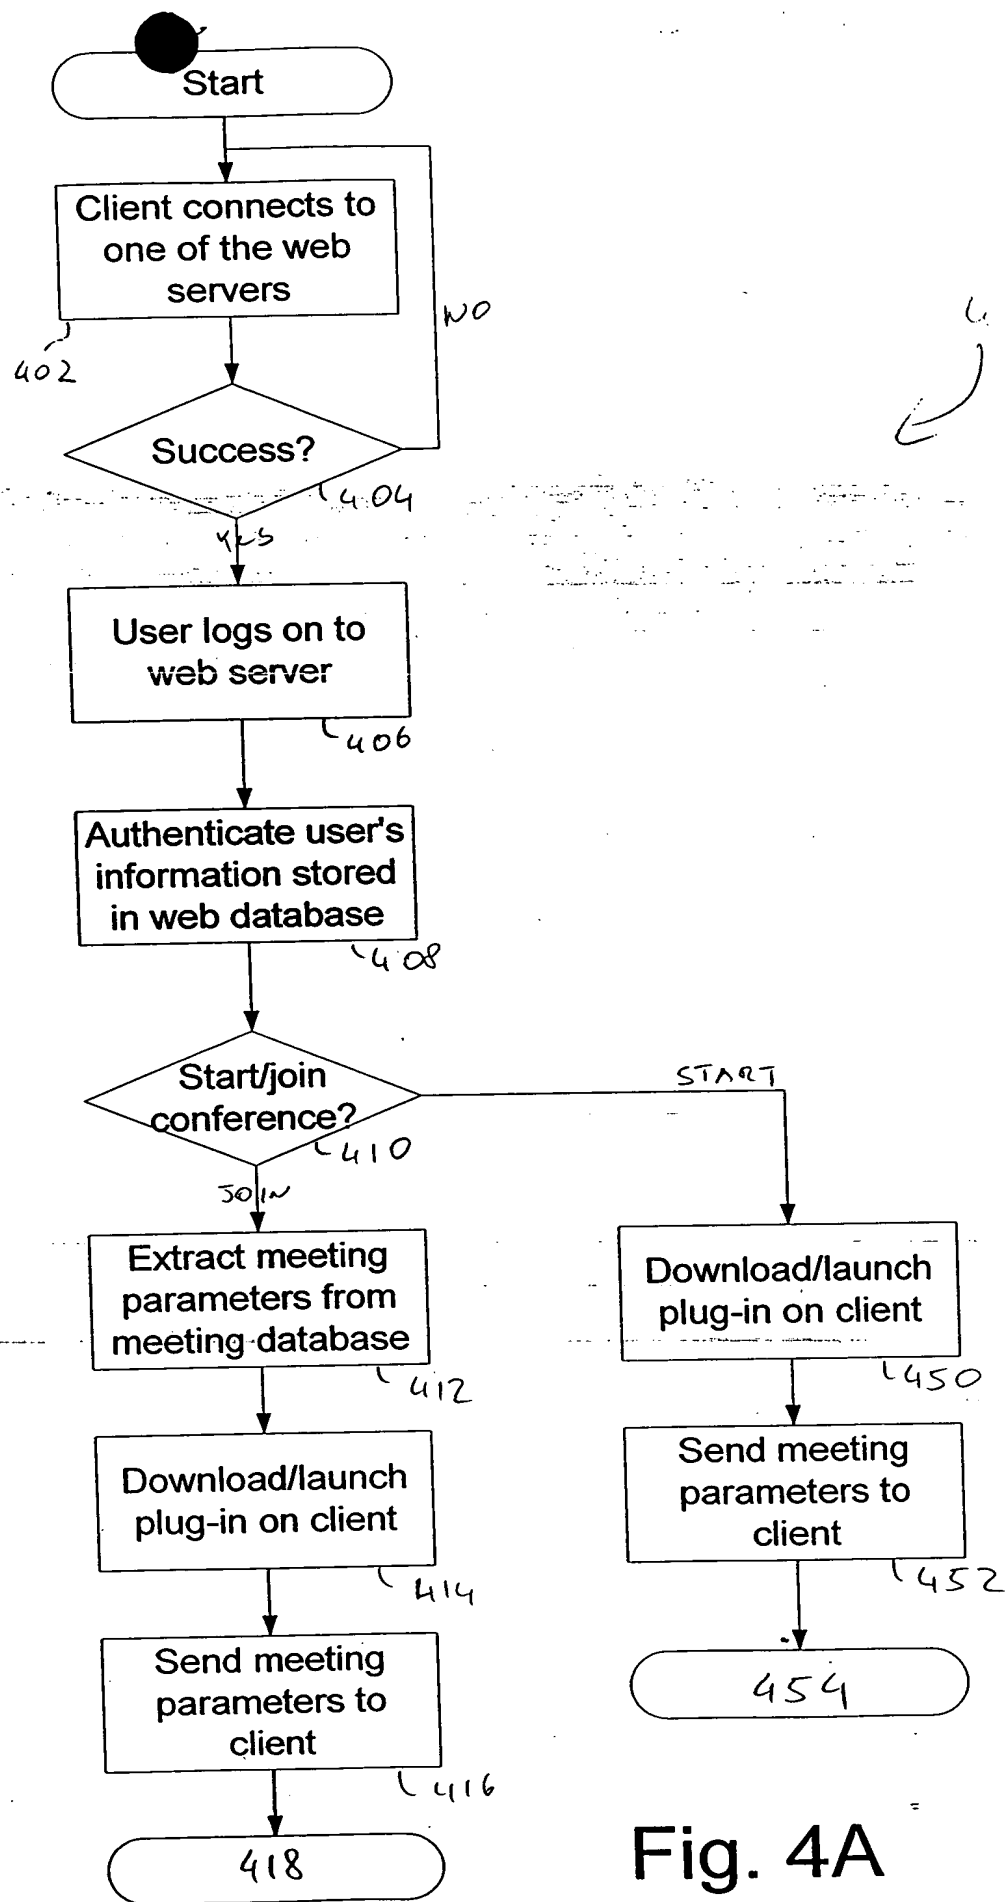 Start
Client connects to
one of the web
servers
402
NO
Success?
404
YES
User logs on to
web server
406
Authenticate user's
information stored
in web database
408
Start/join
conference?
410
START
JOIN
Extract meeting
parameters from
meeting database
412
Download/launch
plug-in on client
414
Send meeting
parameters to
client
416
418
Download/launch
plug-in on client
450
Send meeting
parameters to
client
452
454
Fig. 4A